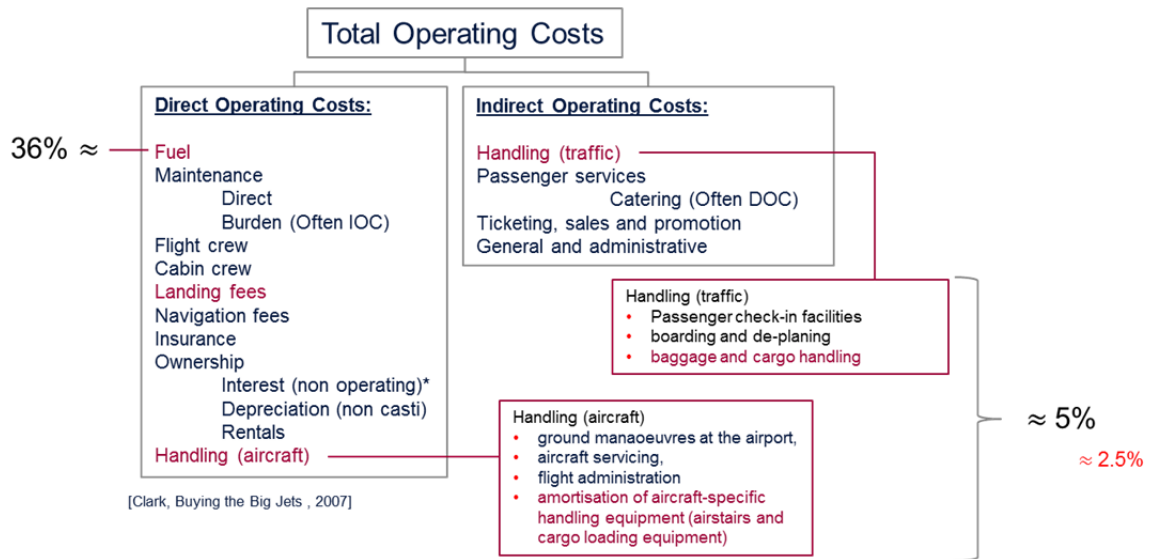 Total Operating Costs
Direct Operating Costs:
36% ≈
Fuel
Maintenance
Direct
Burden (Often IOC)
Flight crew
Cabin crew
Landing fees
Navigation fees
Insurance
Ownership
Interest (non operating)*
Depreciation (non casti)
Rentals
Handling (aircraft)
[Clark, Buying the Big Jets , 2007]
Indirect Operating Costs:
Handling (traffic)
Passenger services
Catering (Often DOC)
Ticketing, sales and promotion
General and administrative
Handling (traffic)
• Passenger check-in facilities
• boarding and de-planing
• baggage and cargo handling
Handling (aircraft)
• ground manaoeuvres at the airport,
• aircraft servicing,
• flight administration
• amortisation of aircraft-specific
handling equipment (airstairs and
cargo loading equipment)
≈ 5%
≈ 2.5%